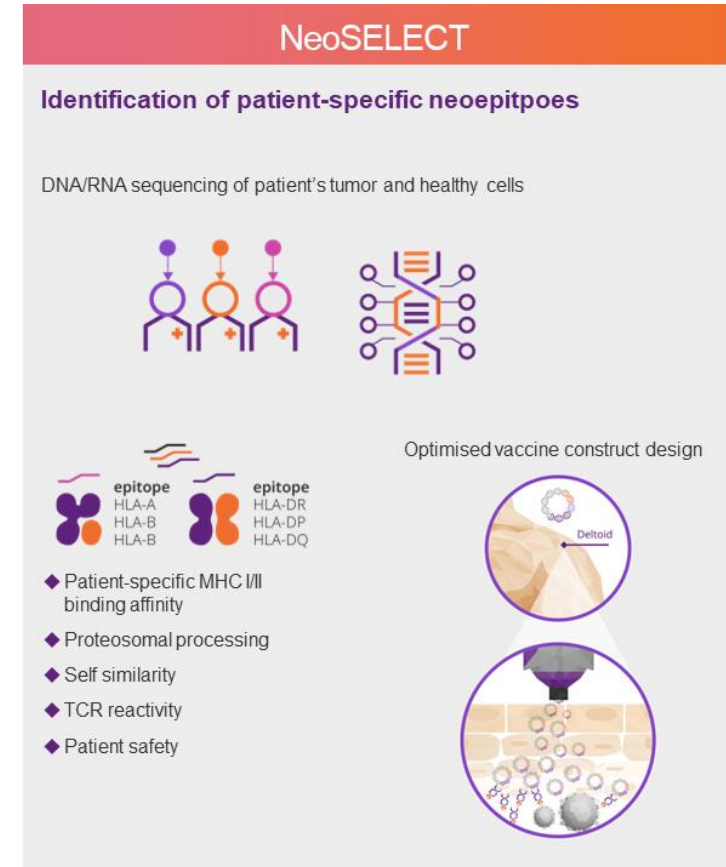 NeoSELECT
Identification of patient-specific neoepitpoes
DNA/RNA sequencing of patient's tumor and healthy cells
epitope
HLA-A
HLA-B
HLA-B
epitope
HLA-DR
HLA-DP
HLA-DQ
Patient-specific MHC I/II
binding affinity
Proteosomal processing
Self similarity
TCR reactivity
Patient safety
Optimised vaccine construct design
Deltoid